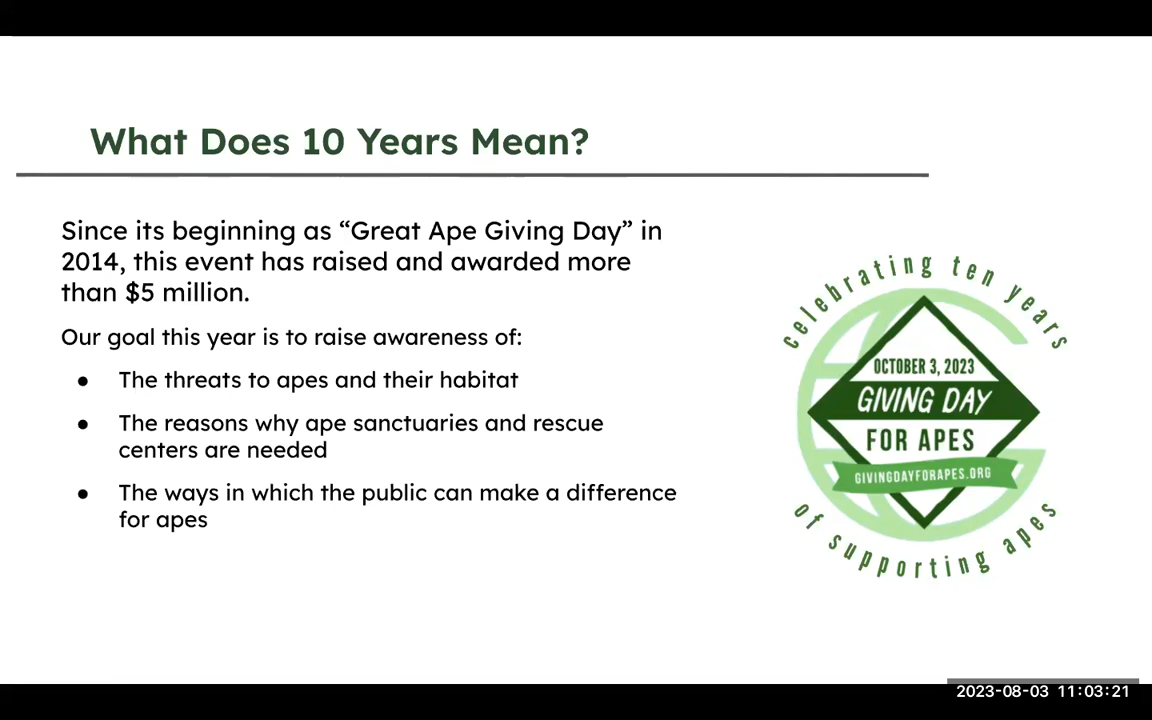 What Does 10 Years Mean?
Since its beginning as “Great Ape Giving Day” in
2014, this event has raised and awarded more
than $5 million.
Our goal this year is to raise awareness of:
● The threats to apes and their habitat
● The reasons why ape sanctuaries and rescue
centers are needed
● The ways in which the public can make a difference
for apes
celebrating ten years
OCTOBER 3, 2023
GIVING DAY
FOR APES
GIVINGDAYFORAPES.ORG
of supporting apes
2023-08-03 11:03:21